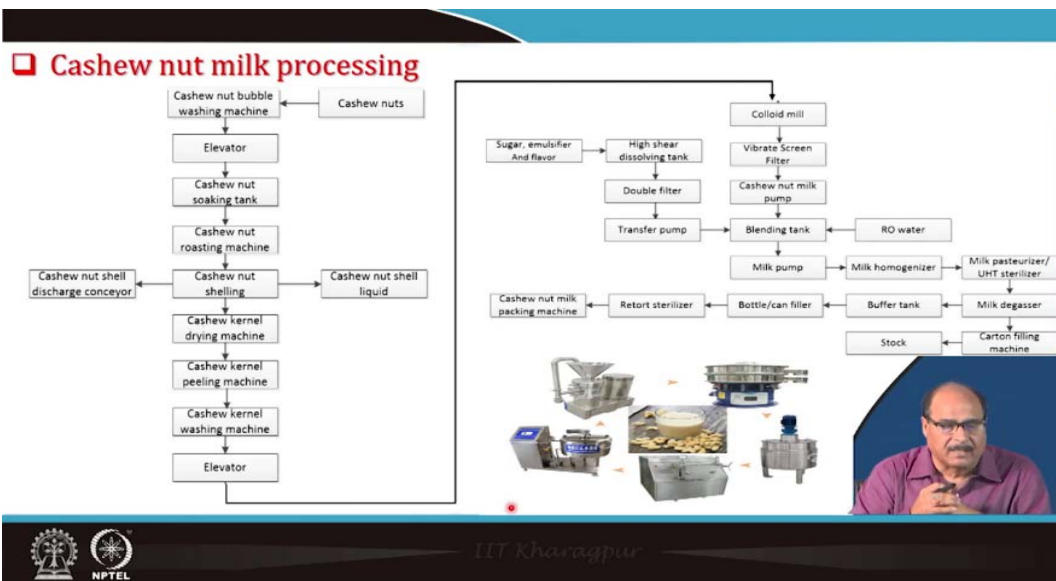 Cashew nut milk processing
Cashew nut bubble
washing machine
Cashew nuts
Elevator
Cashew nut
soaking tank
Cashew nut
roasting machine
Cashew nut shell
discharge conveyor
Cashew nut
shelling
Cashew nut shell
liquid
Cashew kernel
drying machine
Cashew kernel
peeling machine
Cashew kernel
washing machine
Elevator
Colloid mill
Sugar, emulsifier
And flavor
High shear
dissolving tank
Vibrate Screen
Filter
Double filter
Cashew nut milk
pump
Transfer pump
Blending tank
RO water
Milk pump
Milk homogenizer
Milk pasteurizer/
UHT sterilizer
Cashew nut milk
packing machine
Retort sterilizer
Bottle/can filler
Buffer tank
Milk degasser
Stock
Carton filling
machine
NPTEL
IIT Kharagpur